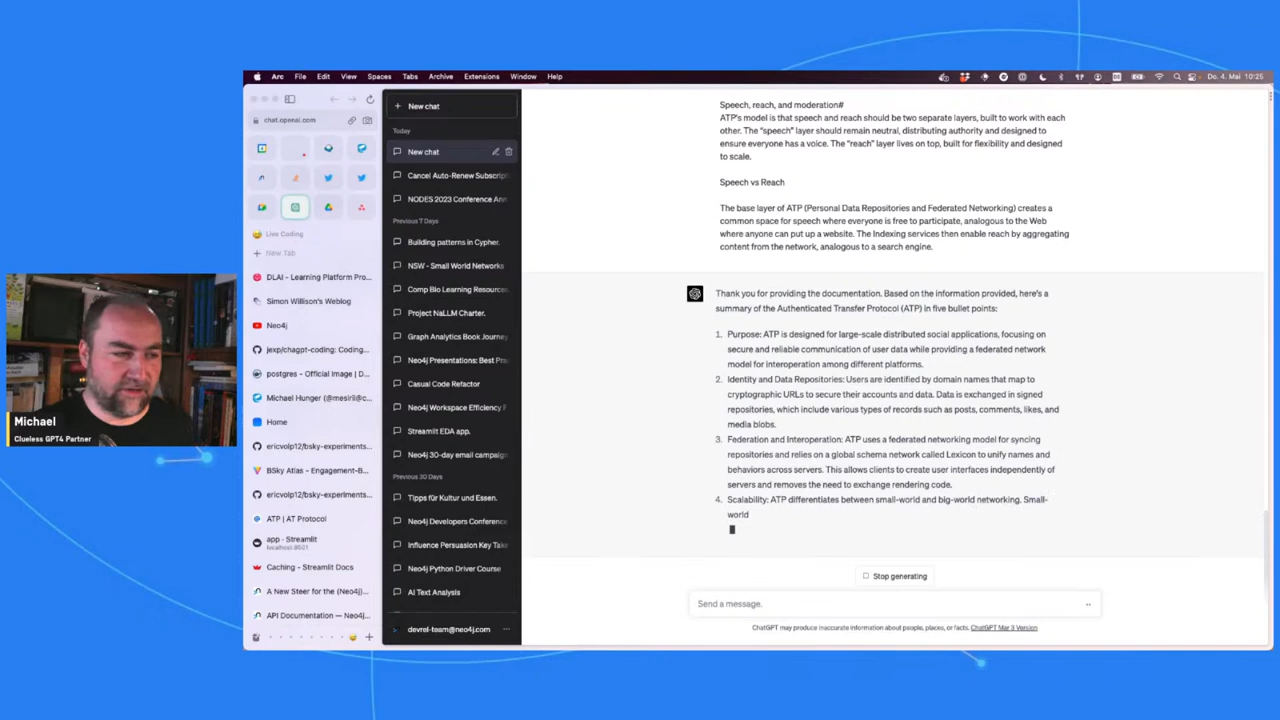 Arc File Edit View Spaces Tabs Archive Extensions Window Help
Do. 4. Mai 10:25
chat.openai.com
Live Coding
New Tab
DLAI - Learning Platform Pro...
Simon Willison's Weblog
Neo4j
jexp/chagpt-coding: Coding...
postgres - Official Image | D...
Michael Hunger (@mesirii@c...
Home
ericvolp12/bsky-experiments...
BSky Atlas - Engagement-B...
ericvolp12/bsky-experiments...
ATP | AT Protocol
app · Streamlit
localhost:8501
Caching - Streamlit Docs
A New Steer for the (Neo4j)...
API Documentation — Neo4...
New chat
Today
New chat
Cancel Auto-Renew Subscript
NODES 2023 Conference Ann
Previous 7 Days
Building patterns in Cypher.
NSW - Small World Networks
Comp Bio Learning Resources
Project NaLLM Charter.
Graph Analytics Book Journey
Neo4j Presentations: Best Pra
Casual Code Refactor
Neo4j Workspace Efficiency F
Streamlit EDA app.
Neo4j 30-day email campaign
Previous 30 Days
Tipps für Kultur und Essen.
Neo4j Developers Conference
Influence Persuasion Key Take
Neo4j Python Driver Course
AI Text Analysis
devrel-team@neo4j.com
Speech, reach, and moderation#
ATP's model is that speech and reach should be two separate layers, built to work with each
other. The “speech” layer should remain neutral, distributing authority and designed to
ensure everyone has a voice. The “reach” layer lives on top, built for flexibility and designed
to scale.
Speech vs Reach
The base layer of ATP (Personal Data Repositories and Federated Networking) creates a
common space for speech where everyone is free to participate, analogous to the Web
where anyone can put up a website. The Indexing services then enable reach by aggregating
content from the network, analogous to a search engine.
Thank you for providing the documentation. Based on the information provided, here's a
summary of the Authenticated Transfer Protocol (ATP) in five bullet points:
1. Purpose: ATP is designed for large-scale distributed social applications, focusing on
secure and reliable communication of user data while providing a federated network
model for interoperation among different platforms.
2. Identity and Data Repositories: Users are identified by domain names that map to
cryptographic URLs to secure their accounts and data. Data is exchanged in signed
repositories, which include various types of records such as posts, comments, likes, and
media blobs.
3. Federation and Interoperation: ATP uses a federated networking model for syncing
repositories and relies on a global schema network called Lexicon to unify names and
behaviors across servers. This allows clients to create user interfaces independently of
servers and removes the need to exchange rendering code.
4. Scalability: ATP differentiates between small-world and big-world networking. Small-
world
Stop generating
Send a message.
ChatGPT may produce inaccurate information about people, places, or facts. ChatGPT Mar 3 Version
Michael
Clueless GPT4 Partner